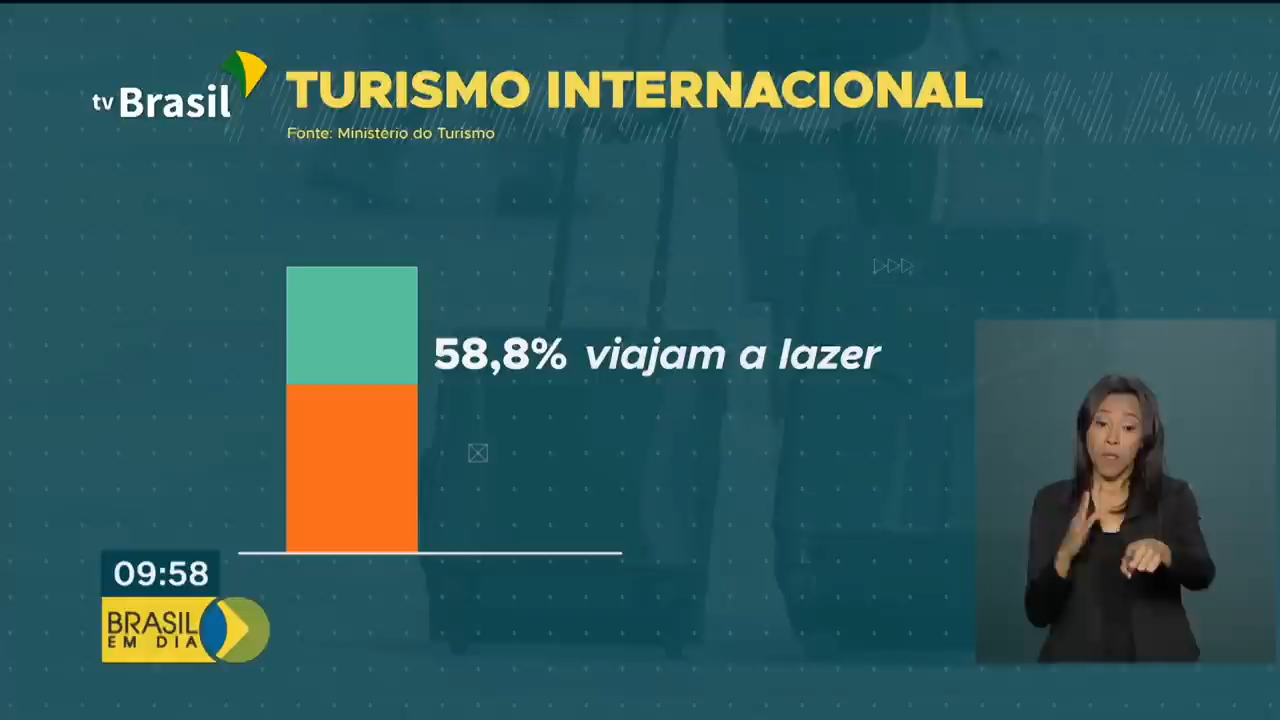 tv Brasil
TURISMO INTERNACIONAL
Fonte: Ministério do Turismo
58,8% viajam a lazer
09:58
BRASIL
EM DIA